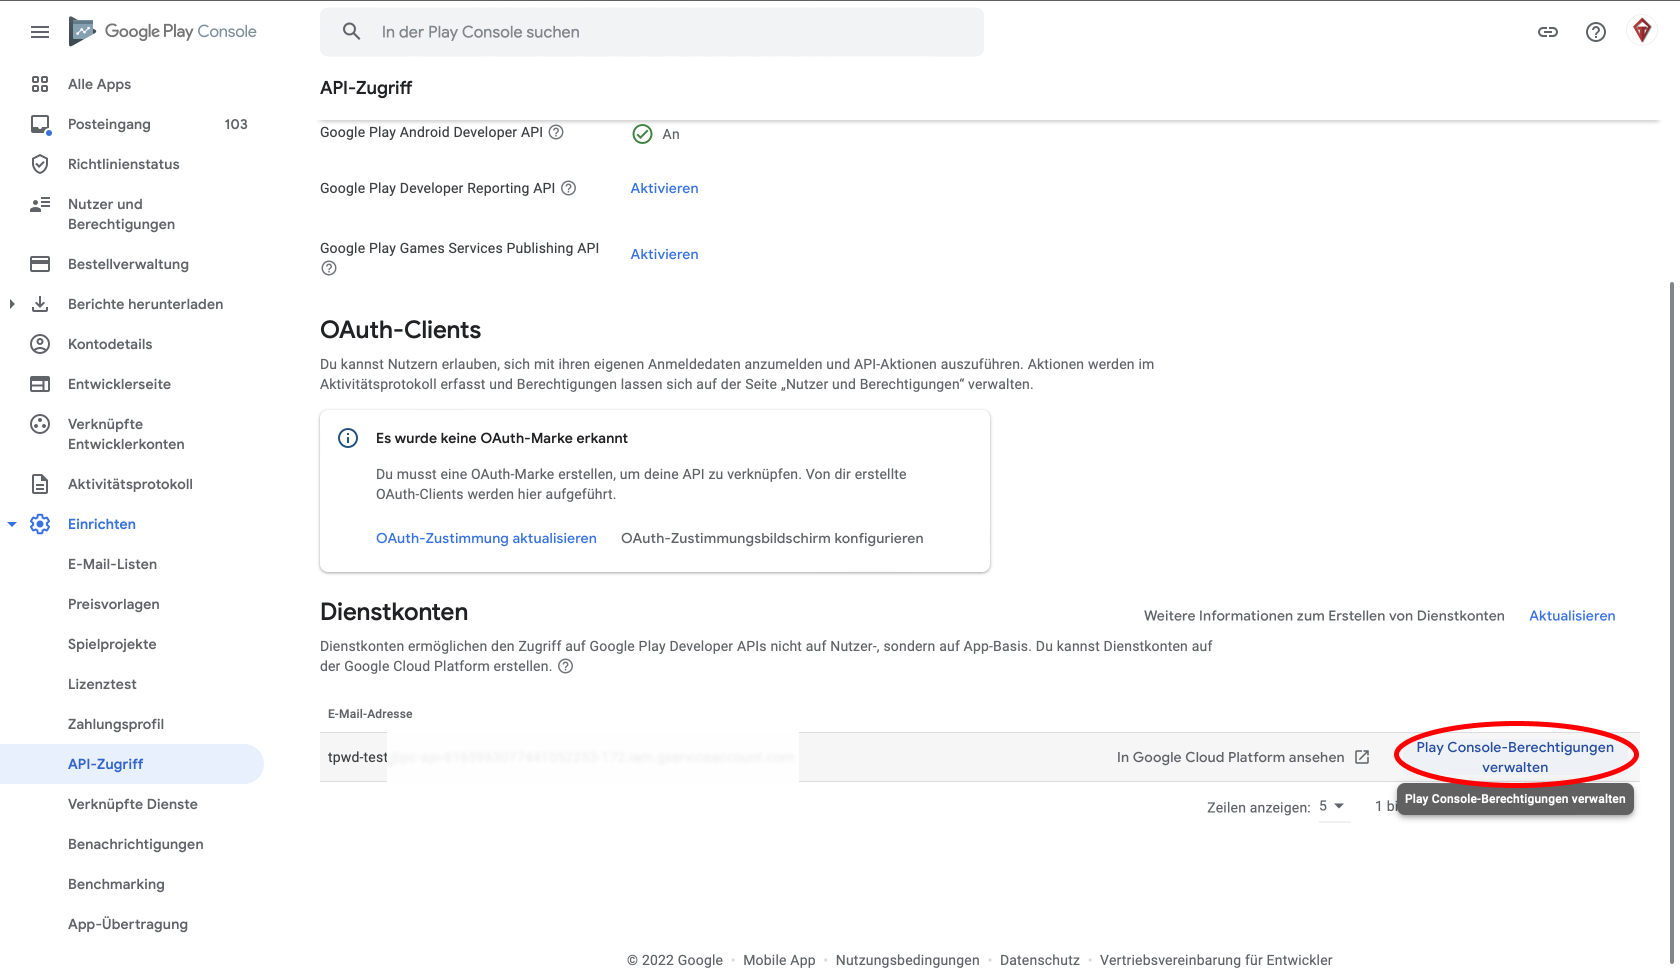 Google Play Console
In der Play Console suchen
Alle Apps
Posteingang 103
Richtlinienstatus
Nutzer und
Berechtigungen
Bestellverwaltung
Berichte herunterladen
Kontodetails
Entwicklerseite
Verknüpfte
Entwicklerkonten
Aktivitätsprotokoll
Einrichten
E-Mail-Listen
Preisvorlagen
Spielprojekte
Lizenztest
Zahlungsprofil
API-Zugriff
Verknüpfte Dienste
Benachrichtigungen
Benchmarking
App-Übertragung
API-Zugriff
Google Play Android Developer API An
Google Play Developer Reporting API Aktivieren
Google Play Games Services Publishing API Aktivieren
OAuth-Clients
Du kannst Nutzern erlauben, sich mit ihren eigenen Anmeldedaten anzumelden und API-Aktionen auszuführen. Aktionen werden im
Aktivitätsprotokoll erfasst und Berechtigungen lassen sich auf der Seite „Nutzer und Berechtigungen“ verwalten.
Es wurde keine OAuth-Marke erkannt
Du musst eine OAuth-Marke erstellen, um deine API zu verknüpfen. Von dir erstellte
OAuth-Clients werden hier aufgeführt.
OAuth-Zustimmung aktualisieren OAuth-Zustimmungsbildschirm konfigurieren
Dienstkonten
Weitere Informationen zum Erstellen von Dienstkonten Aktualisieren
Dienstkonten ermöglichen den Zugriff auf Google Play Developer APIs nicht auf Nutzer-, sondern auf App-Basis. Du kannst Dienstkonten auf
der Google Cloud Platform erstellen.
E-Mail-Adresse
tpwd-test
In Google Cloud Platform ansehen
Play Console-Berechtigungen
verwalten
Play Console-Berechtigungen verwalten
Zeilen anzeigen: 5 1 bi
© 2022 Google · Mobile App · Nutzungsbedingungen · Datenschutz · Vertriebsvereinbarung für Entwickler